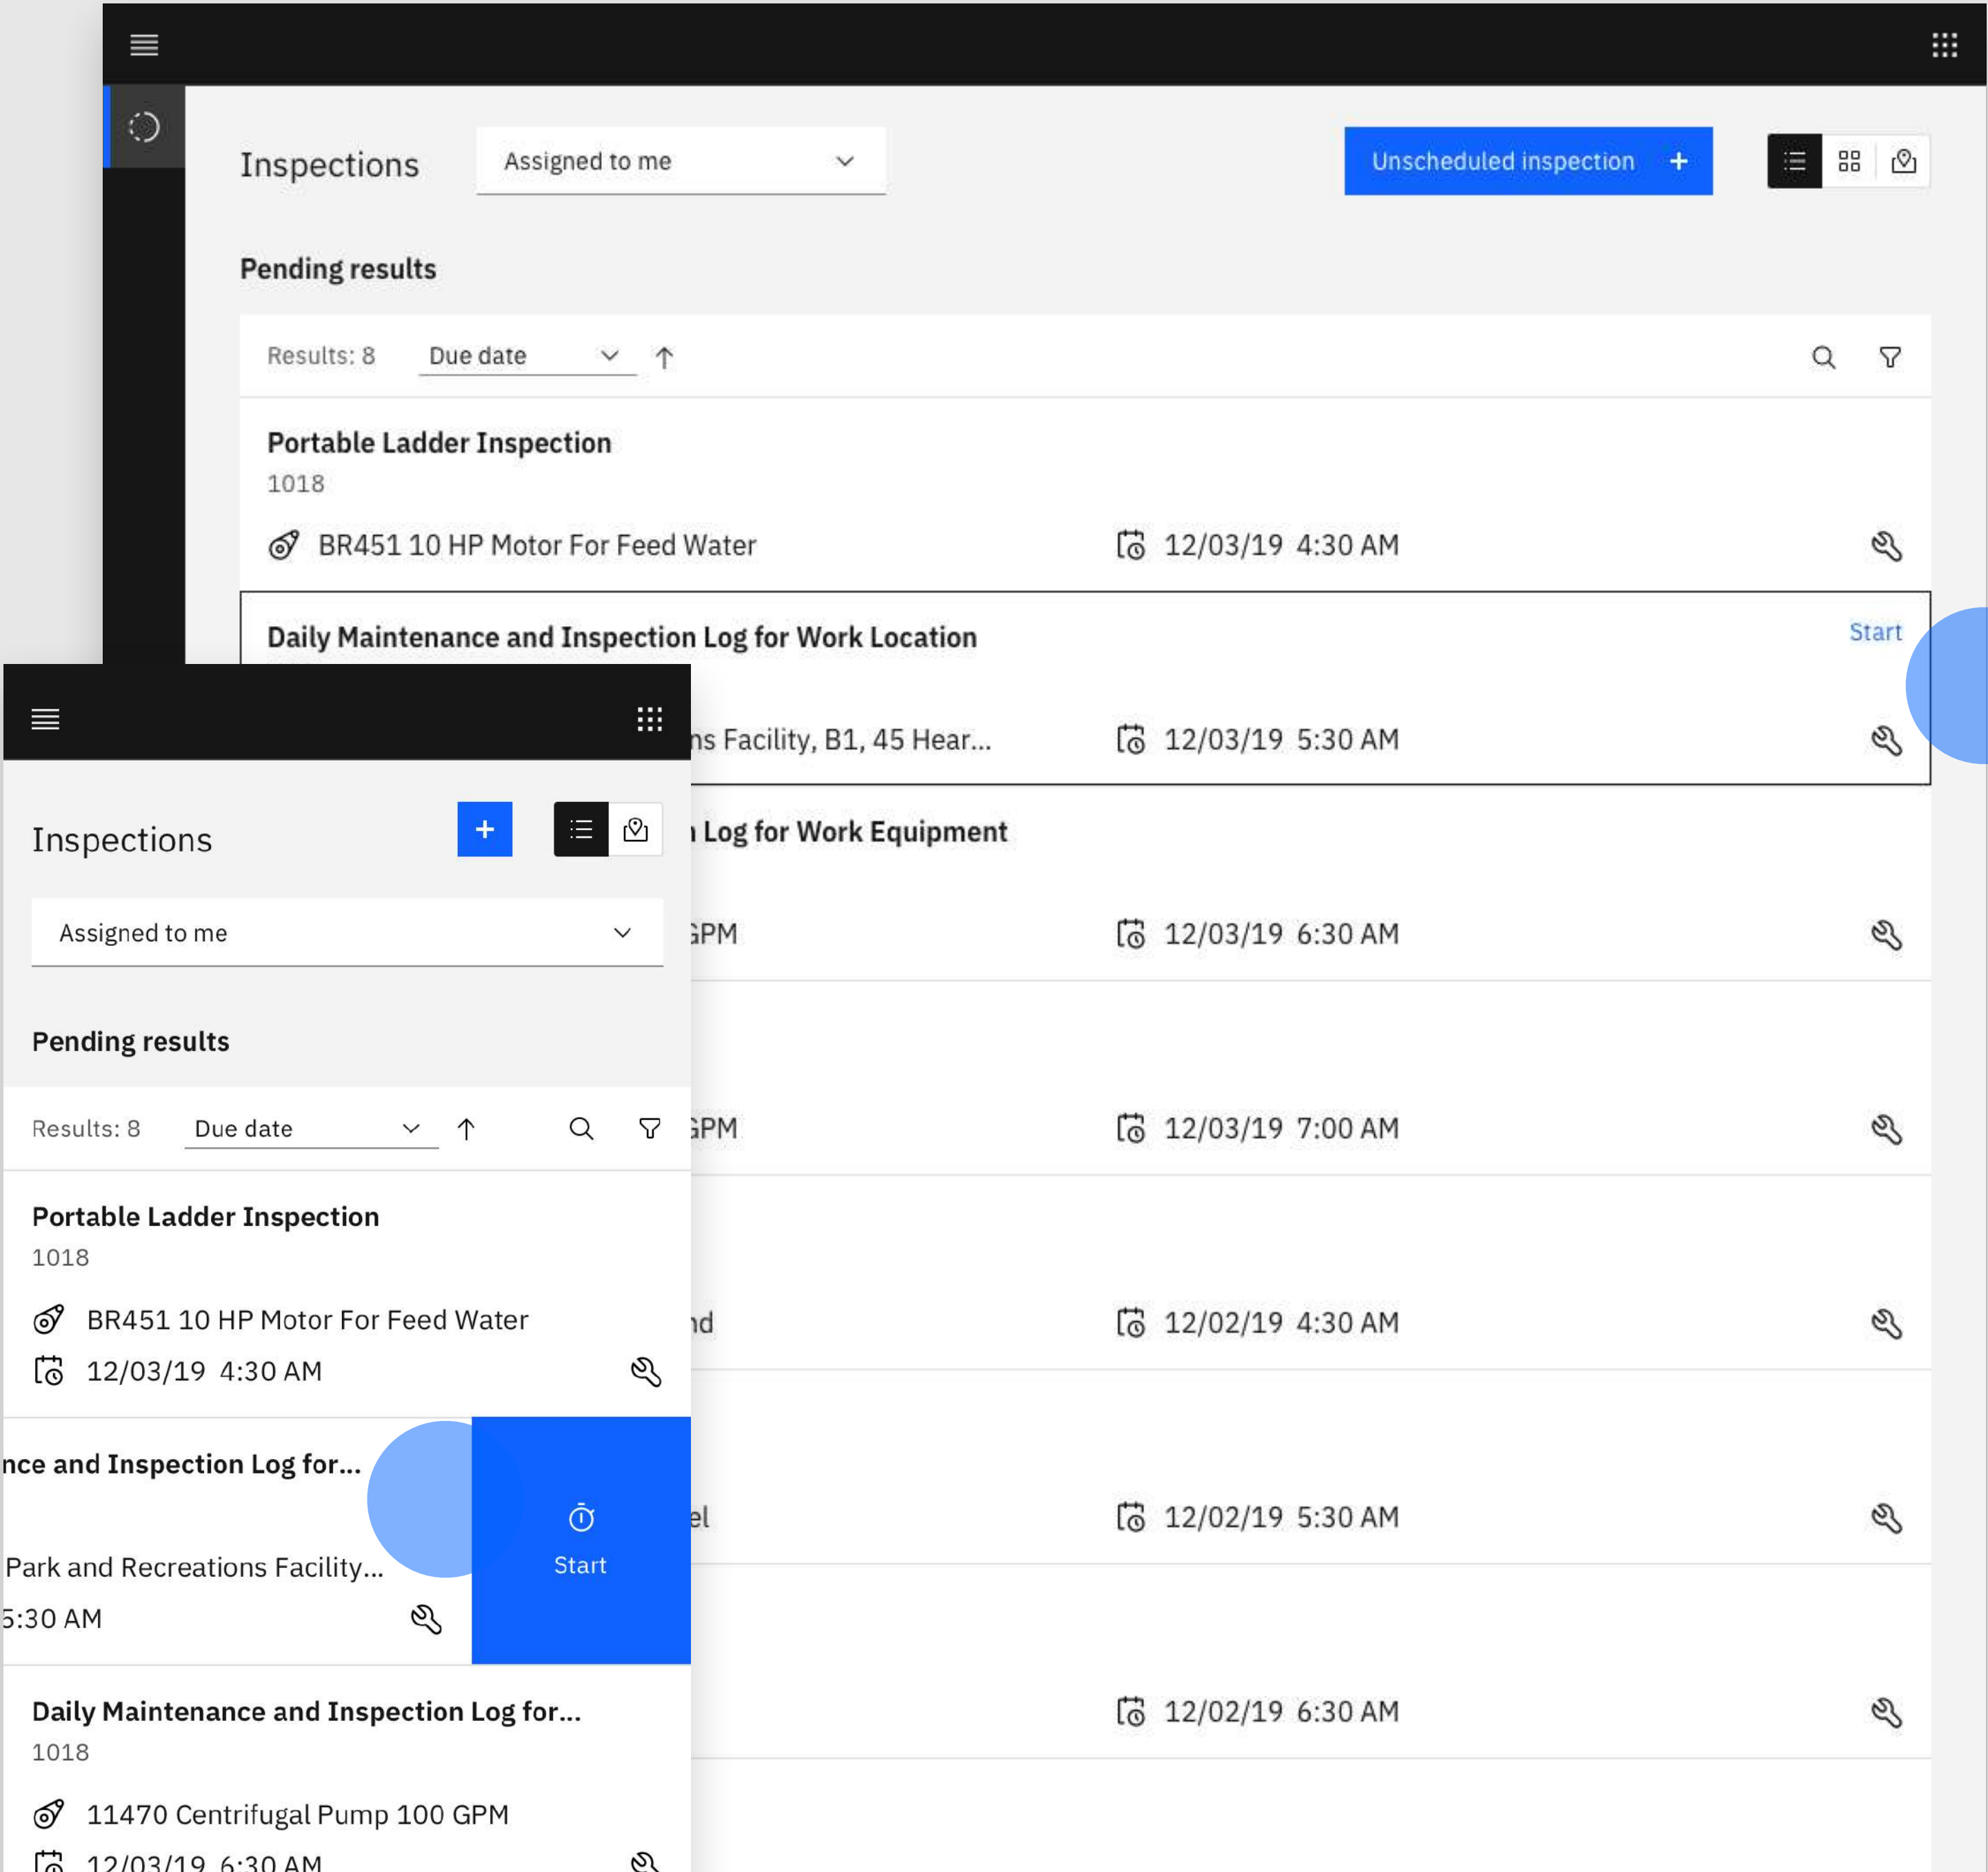 Inspections
Assigned to me
Unscheduled inspection +
Pending results
Results: 8
Due date
Portable Ladder Inspection
1018
BR451 10 HP Motor For Feed Water
12/03/19 4:30 AM
Daily Maintenance and Inspection Log for Work Location
Start
ns Facility, B1, 45 Hear...
12/03/19 5:30 AM
Log for Work Equipment
GPM
12/03/19 6:30 AM
GPM
12/03/19 7:00 AM
nd
12/02/19 4:30 AM
el
12/02/19 5:30 AM
12/02/19 6:30 AM
Inspections
+
Assigned to me
Pending results
Results: 8
Due date
Portable Ladder Inspection
1018
BR451 10 HP Motor For Feed Water
12/03/19 4:30 AM
nce and Inspection Log for...
Park and Recreations Facility...
5:30 AM
Start
Daily Maintenance and Inspection Log for...
1018
11470 Centrifugal Pump 100 GPM
12/03/19 6:30 AM